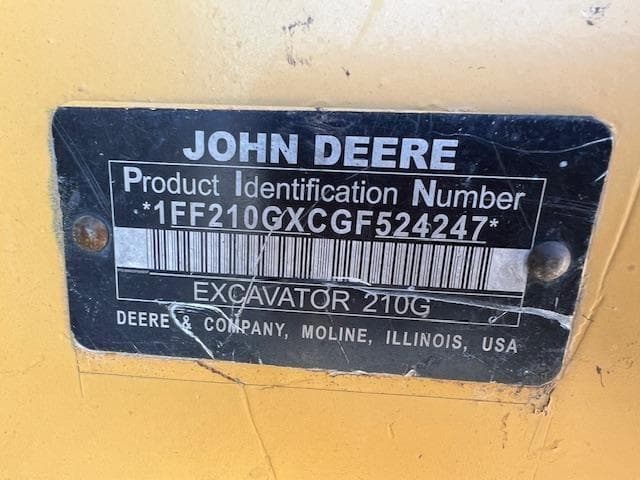 JOHN DEERE
Product Identification Number
*1FF210GXCGF524247*
EXCAVATOR 210G
DEERE & COMPANY, MOLINE, ILLINOIS, USA